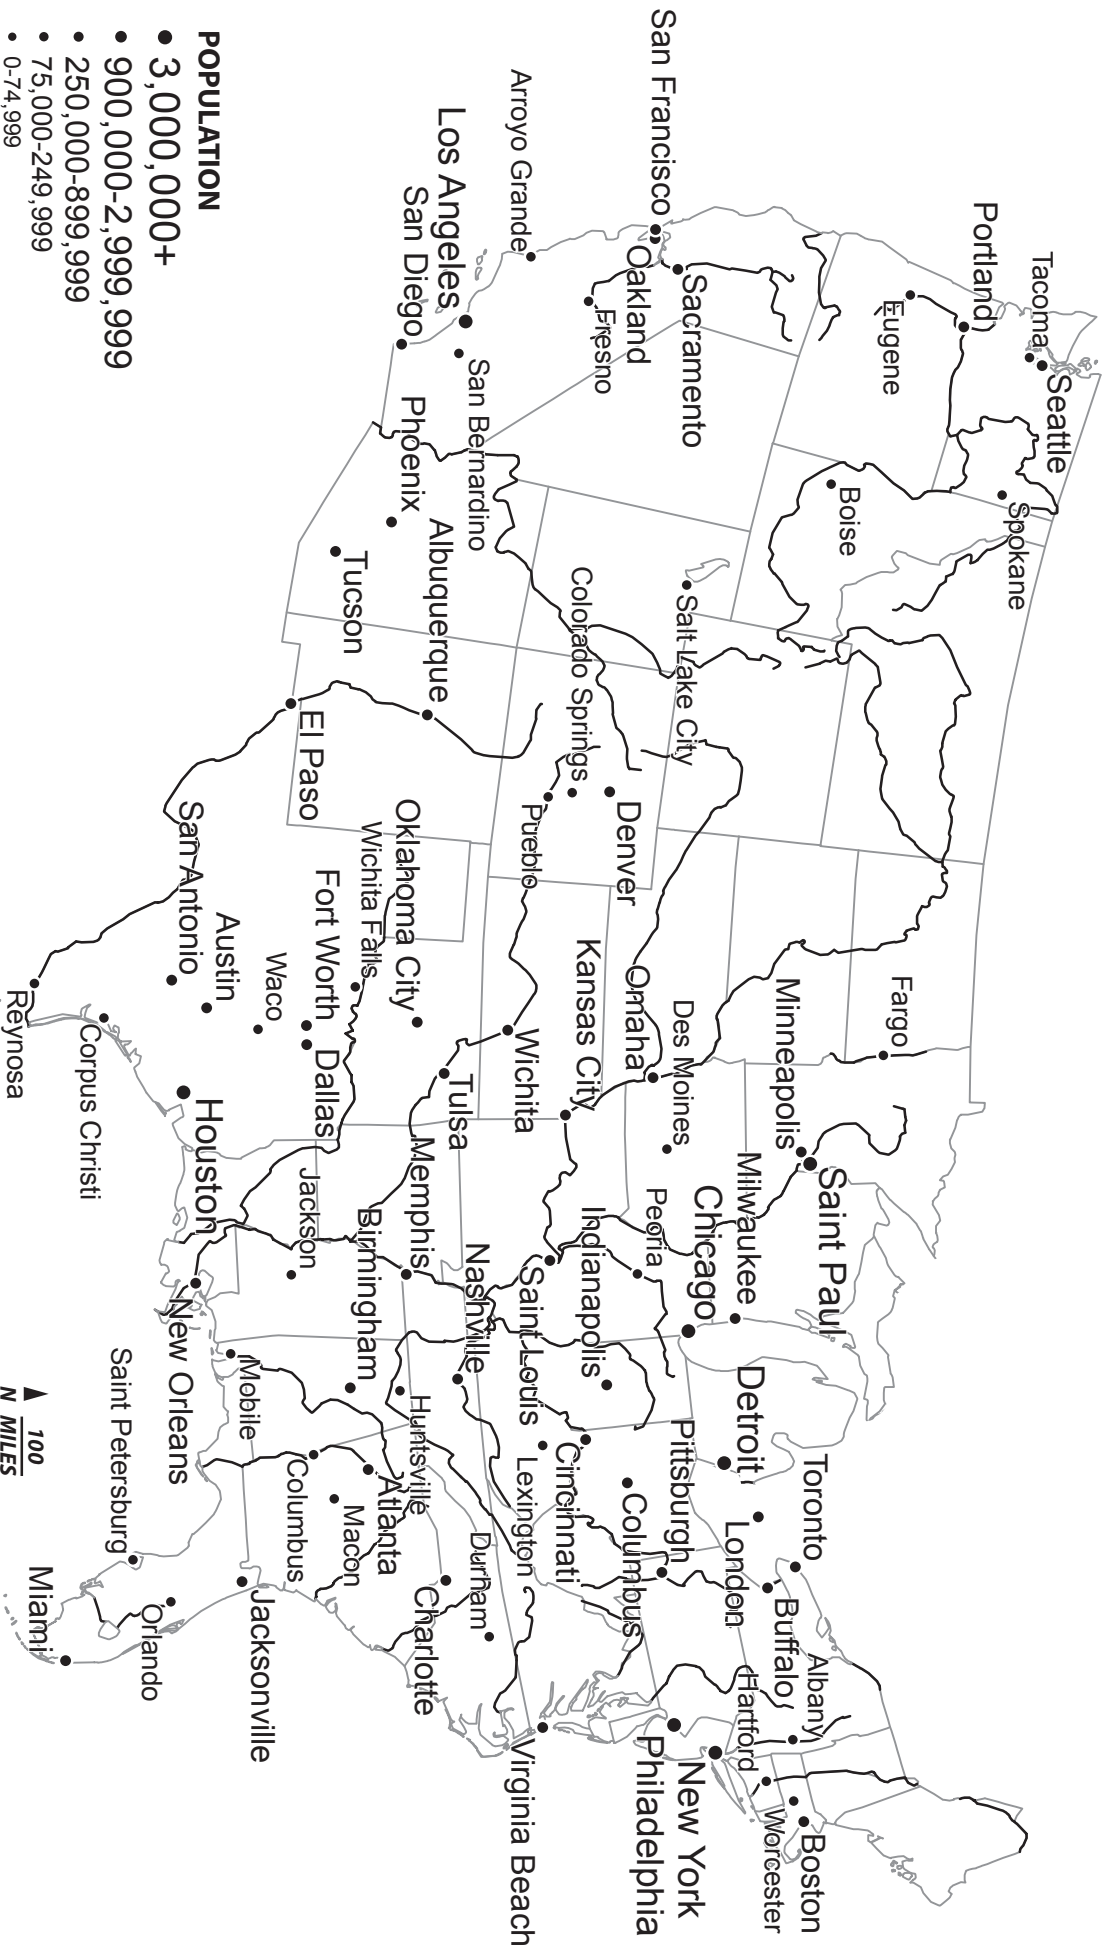 Seattle
Tacoma
Spokane
Portland
Eugene
Boise
Fargo
Minneapolis
Saint Paul
Sacramento
San Francisco
Oakland
Fresno
Salt Lake City
Milwaukee
Detroit
Toronto
London
Buffalo
Albany
Hartford
Worcester
Boston
New York
Philadelphia
Pittsburgh
Chicago
Peoria
Des Moines
Omaha
Denver
Colorado Springs
Pueblo
Kansas City
Indianapolis
Columbus
Cincinnati
Saint Louis
Lexington
Virginia Beach
Arroyo Grande
Los Angeles
San Diego
San Bernardino
Phoenix
Tucson
Albuquerque
El Paso
Wichita
Tulsa
Oklahoma City
Wichita Falls
Fort Worth
Dallas
Waco
Austin
San Antonio
Houston
Corpus Christi
Reynosa
Memphis
Nashville
Birmingham
Huntsville
Jackson
New Orleans
Mobile
Atlanta
Macon
Columbus
Durham
Charlotte
Jacksonville
Orlando
Saint Petersburg
Miami
POPULATION
3,000,000+
900,000-2,999,999
250,000-899,999
75,000-249,999
0-74,999
100
N MILES